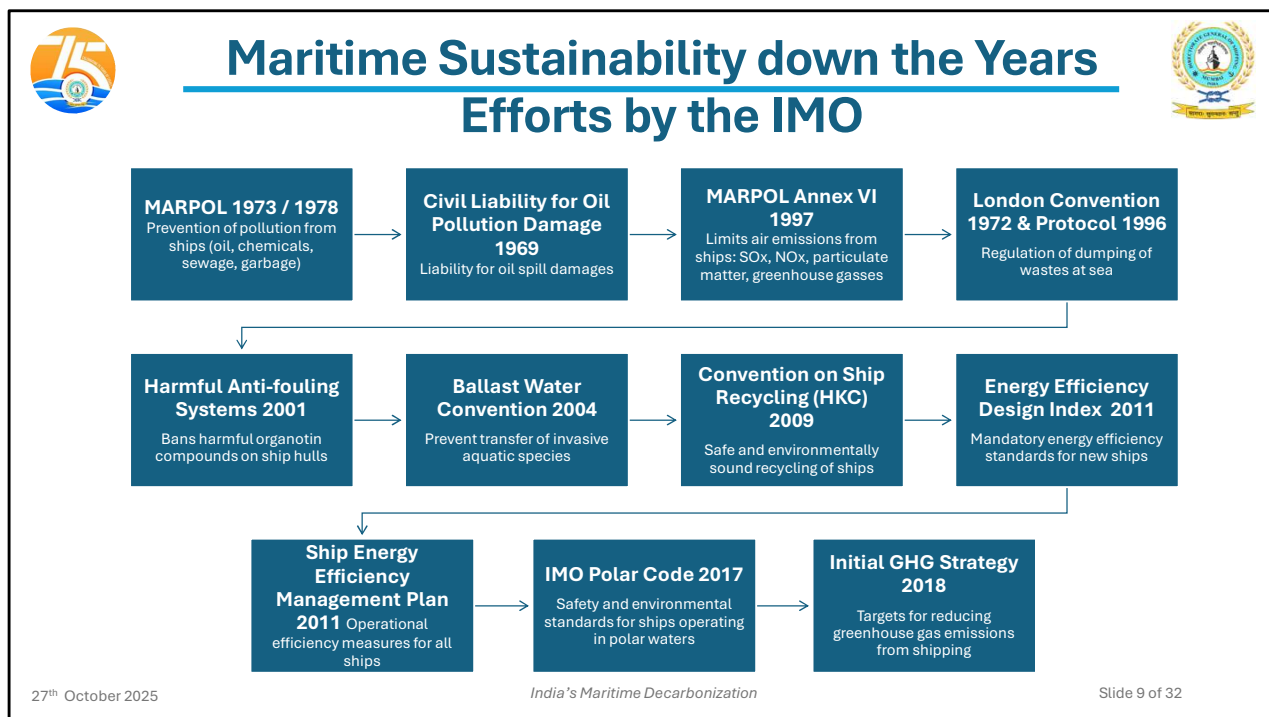 75
Maritime Sustainability down the Years
Efforts by the IMO
MARPOL 1973 / 1978
Prevention of pollution from
ships (oil, chemicals,
sewage, garbage)
Civil Liability for Oil
Pollution Damage
1969
Liability for oil spill damages
MARPOL Annex VI
1997
Limits air emissions from
ships: SOx, NOx, particulate
matter, greenhouse gasses
London Convention
1972 & Protocol 1996
Regulation of dumping of
wastes at sea
Harmful Anti-fouling
Systems 2001
Bans harmful organotin
compounds on ship hulls
Ballast Water
Convention 2004
Prevent transfer of invasive
aquatic species
Convention on Ship
Recycling (HKC)
2009
Safe and environmentally
sound recycling of ships
Energy Efficiency
Design Index 2011
Mandatory energy efficiency
standards for new ships
Ship Energy
Efficiency
Management Plan
2011 Operational
efficiency measures for all
ships
IMO Polar Code 2017
Safety and environmental
standards for ships operating
in polar waters
Initial GHG Strategy
2018
Targets for reducing
greenhouse gas emissions
from shipping
27th October 2025
India's Maritime Decarbonization
Slide 9 of 32